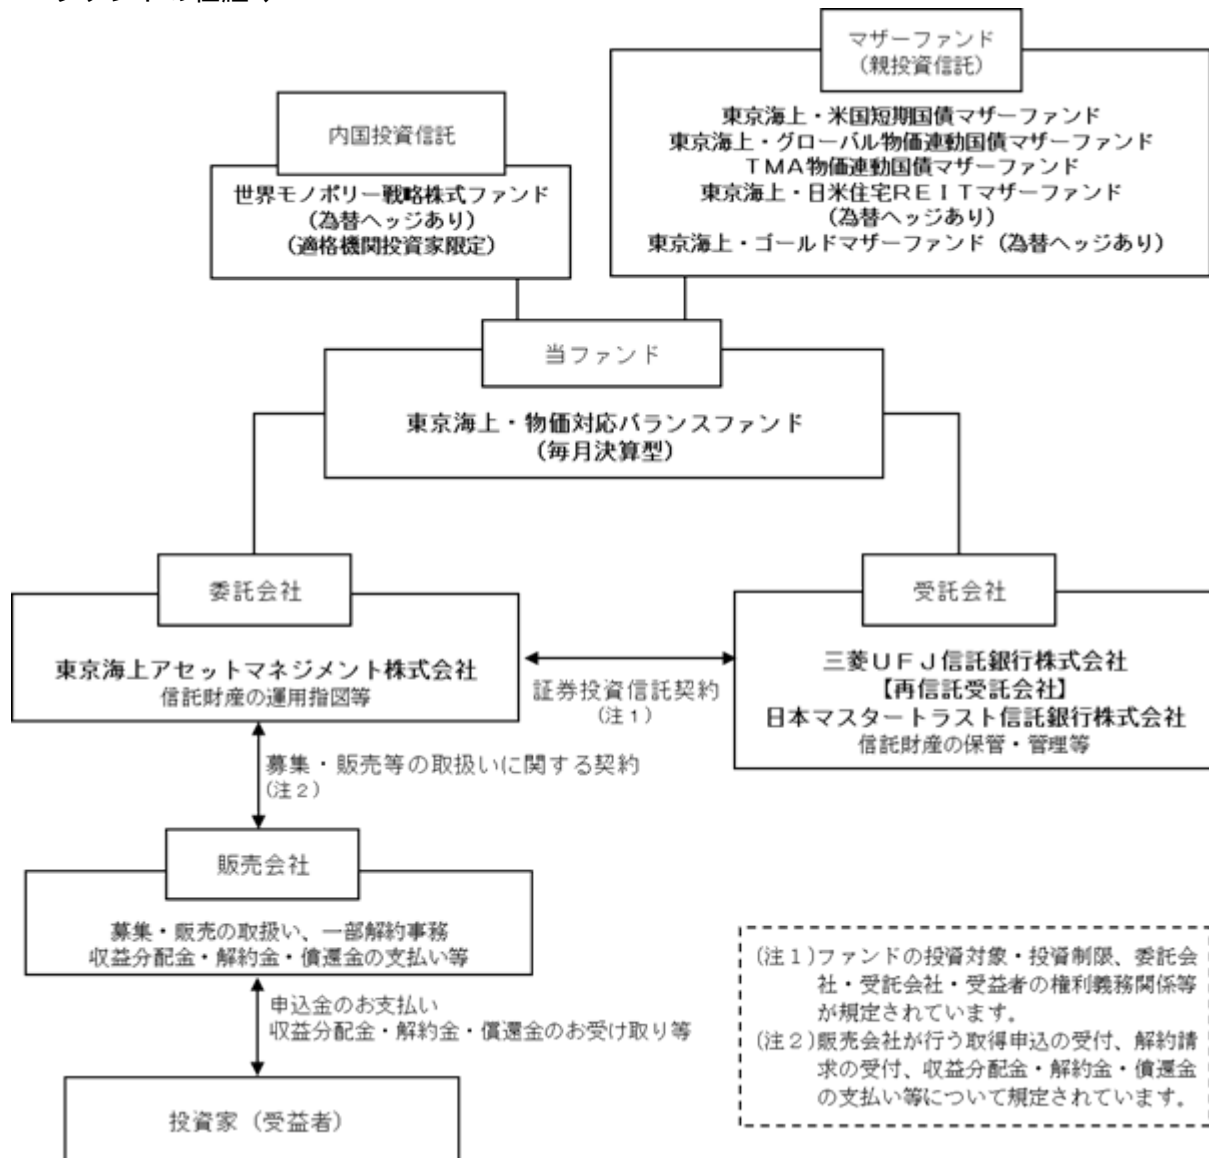 マザーファンド
(親投資信託)
東京海上・米国短期国債マザーファンド
東京海上・グローバル物価連動国債マザーファンド
ＴＭＡ物価連動国債マザーファンド
東京海上・日米住宅ＲＥＩＴマザーファンド
(為替ヘッジあり)
東京海上・ゴールドマザーファンド (為替ヘッジあり)
内国投資信託
世界モノポリー戦略株式ファンド
(為替ヘッジあり)
(適格機関投資家限定)
当ファンド
東京海上・物価対応バランスファンド
(毎月決算型)
委託会社
東京海上アセットマネジメント株式会社
信託財産の運用指図等
証券投資信託契約
(注１)
受託会社
三菱ＵＦＪ信託銀行株式会社
【再信託受託会社】
日本マスタートラスト信託銀行株式会社
信託財産の保管・管理等
募集・販売等の取扱いに関する契約
(注２)
販売会社
募集・販売の取扱い、一部解約事務
収益分配金・解約金・償還金の支払い等
申込金のお支払い
収益分配金・解約金・償還金のお受け取り等
投資家（受益者）
(注１)ファンドの投資対象・投資制限、委託会
社・受託会社・受益者の権利義務関係等
が規定されています。
(注２)販売会社が行う取得申込の受付、解約請
求の受付、収益分配金・解約金・償還金
の支払い等について規定されています。